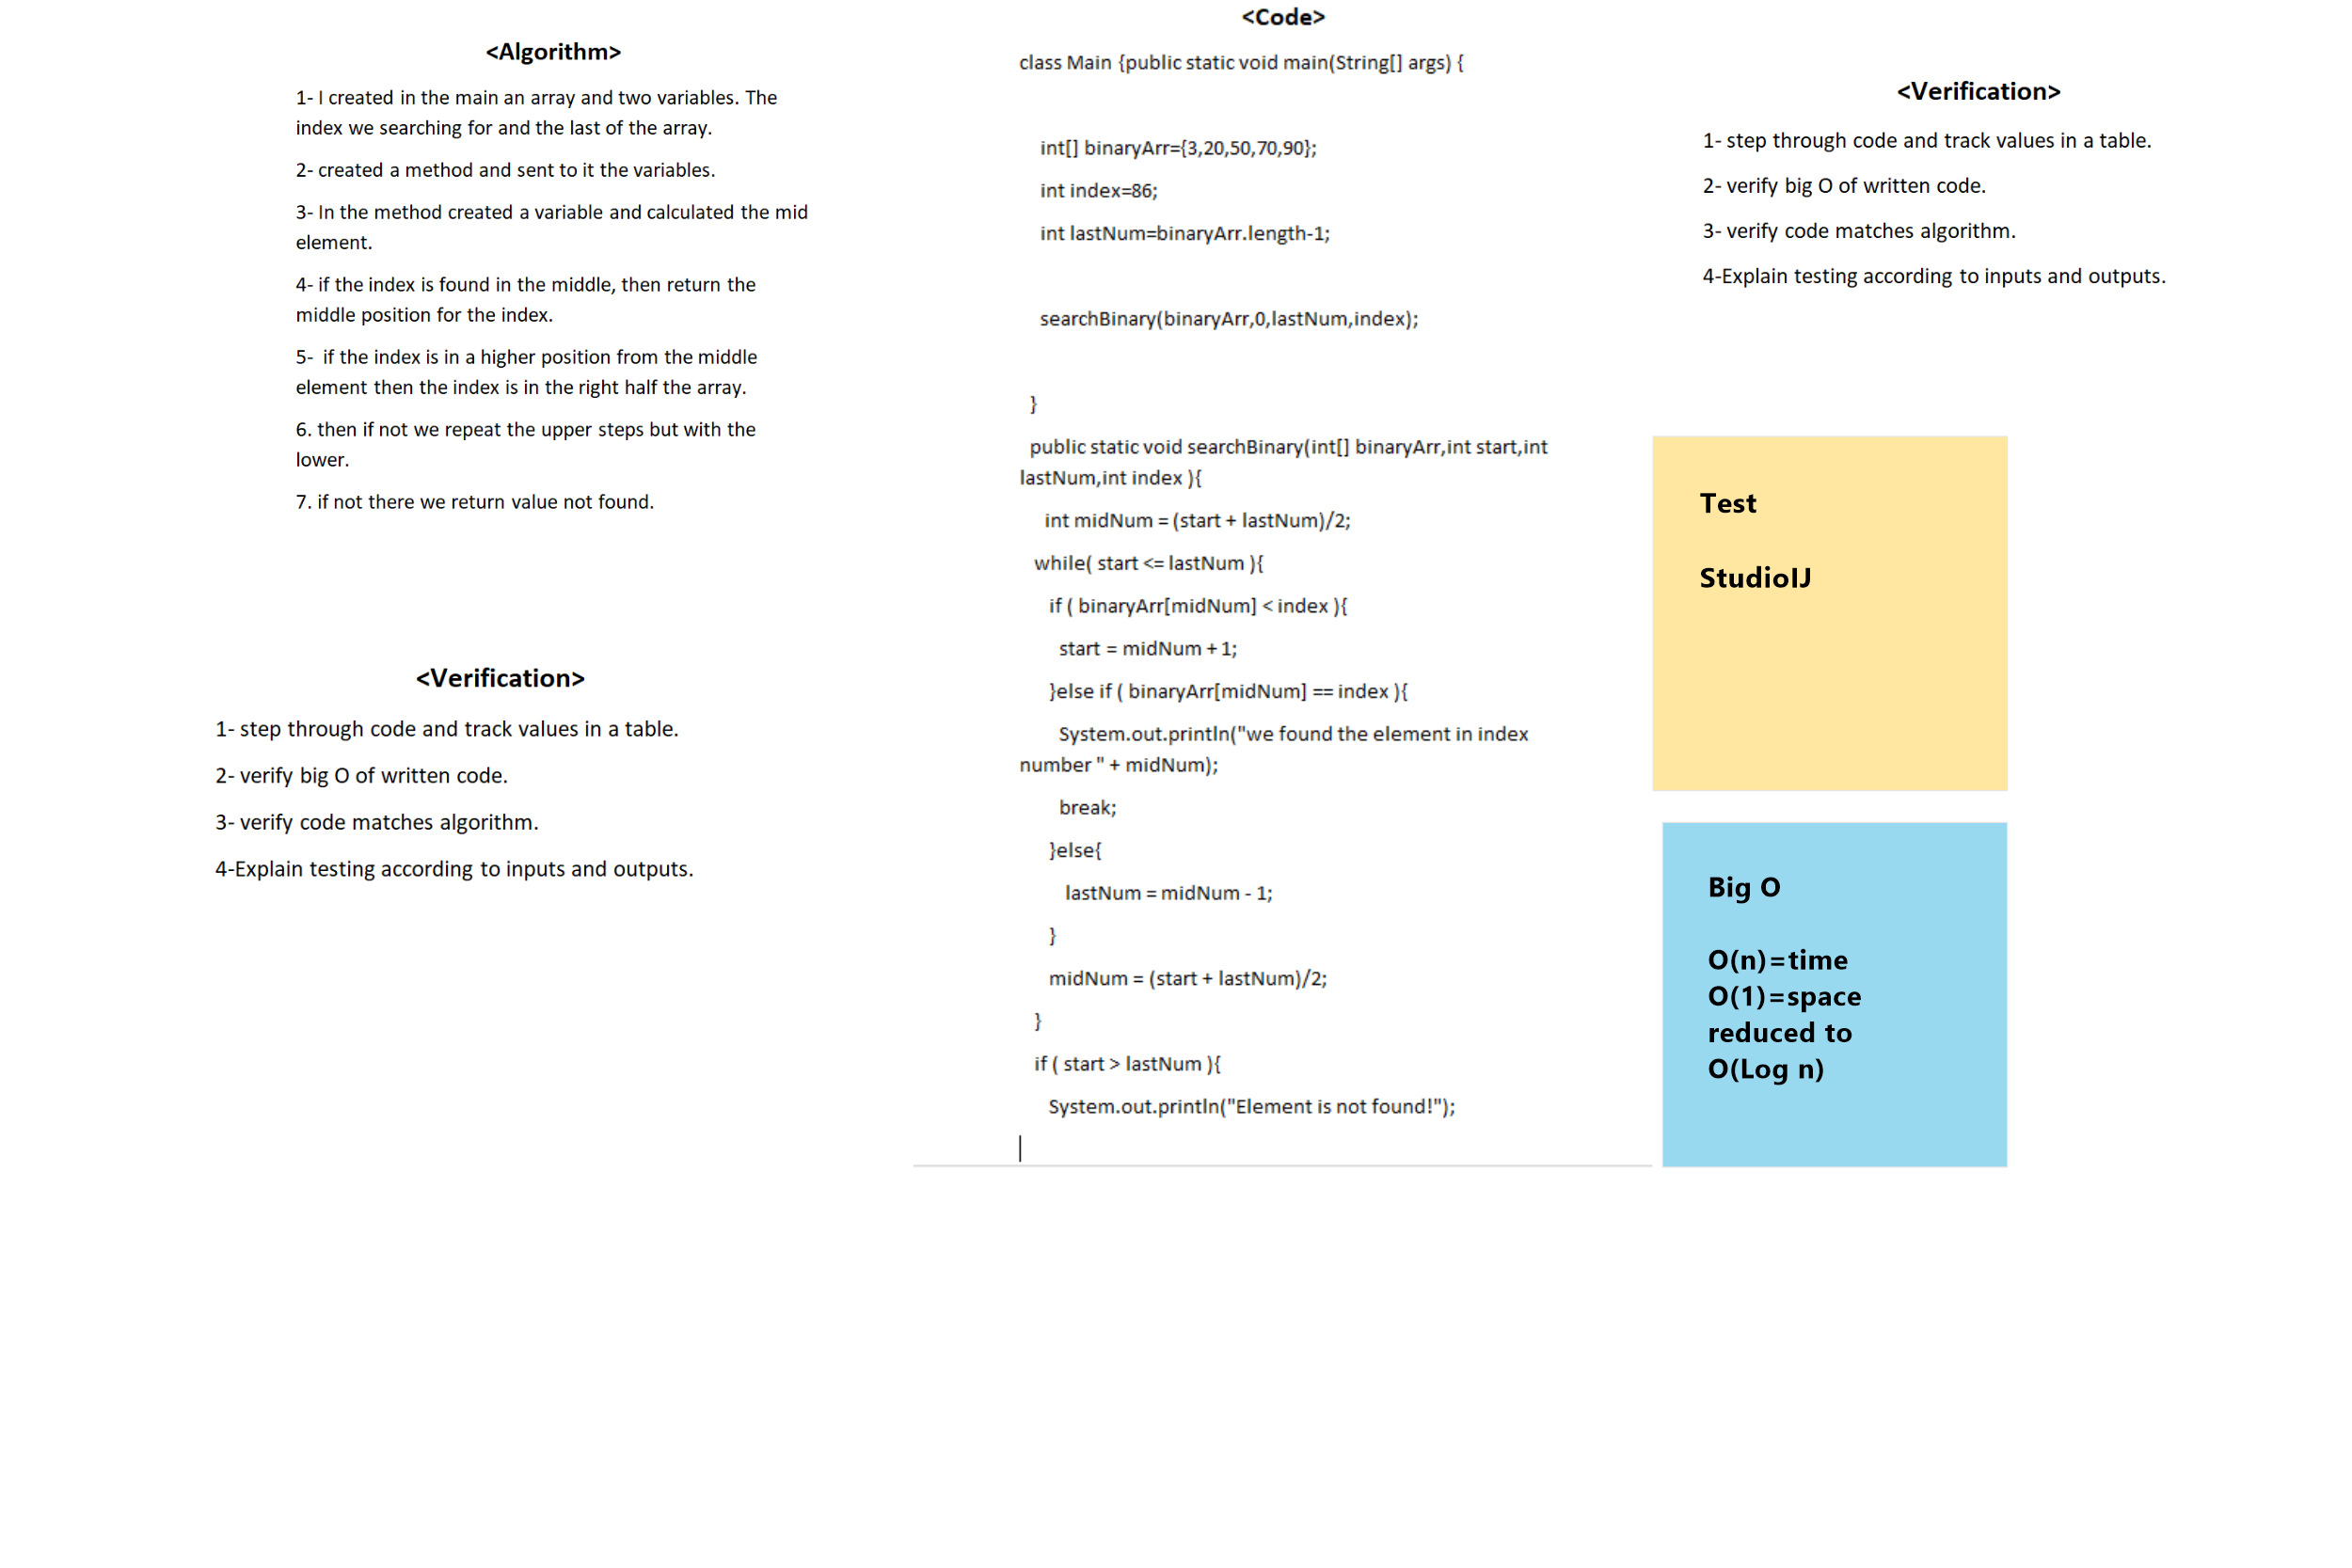 <Algorithm>
1- I created in the main an array and two variables. The
index we searching for and the last of the array.
2- created a method and sent to it the variables.
3- In the method created a variable and calculated the mid
element.
4- if the index is found in the middle, then return the
middle position for the index.
5-  if the index is in a higher position from the middle
element then the index is in the right half the array.
6. then if not we repeat the upper steps but with the
lower.
7. if not there we return value not found.
<Verification>
1- step through code and track values in a table.
2- verify big O of written code.
3- verify code matches algorithm.
4-Explain testing according to inputs and outputs.
<Code>
class Main {public static void main(String[] args) {
int[] binaryArr={3,20,50,70,90};
int index=86;
int lastNum=binaryArr.length-1;
searchBinary(binaryArr,0,lastNum,index);
}
public static void searchBinary(int[] binaryArr,int start,int
lastNum,int index ){
int midNum = (start + lastNum)/2;
while( start <= lastNum ){
if ( binaryArr[midNum] < index ){
start = midNum + 1;
}else if ( binaryArr[midNum] == index ){
System.out.println("we found the element in index
number " + midNum);
break;
}else{
lastNum = midNum - 1;
}
midNum = (start + lastNum)/2;
}
if ( start > lastNum ){
System.out.println("Element is not found!");
<Verification>
1- step through code and track values in a table.
2- verify big O of written code.
3- verify code matches algorithm.
4-Explain testing according to inputs and outputs.
Test
StudioIJ
Big O
O(n)=time
O(1)=space
reduced to
O(Log n)